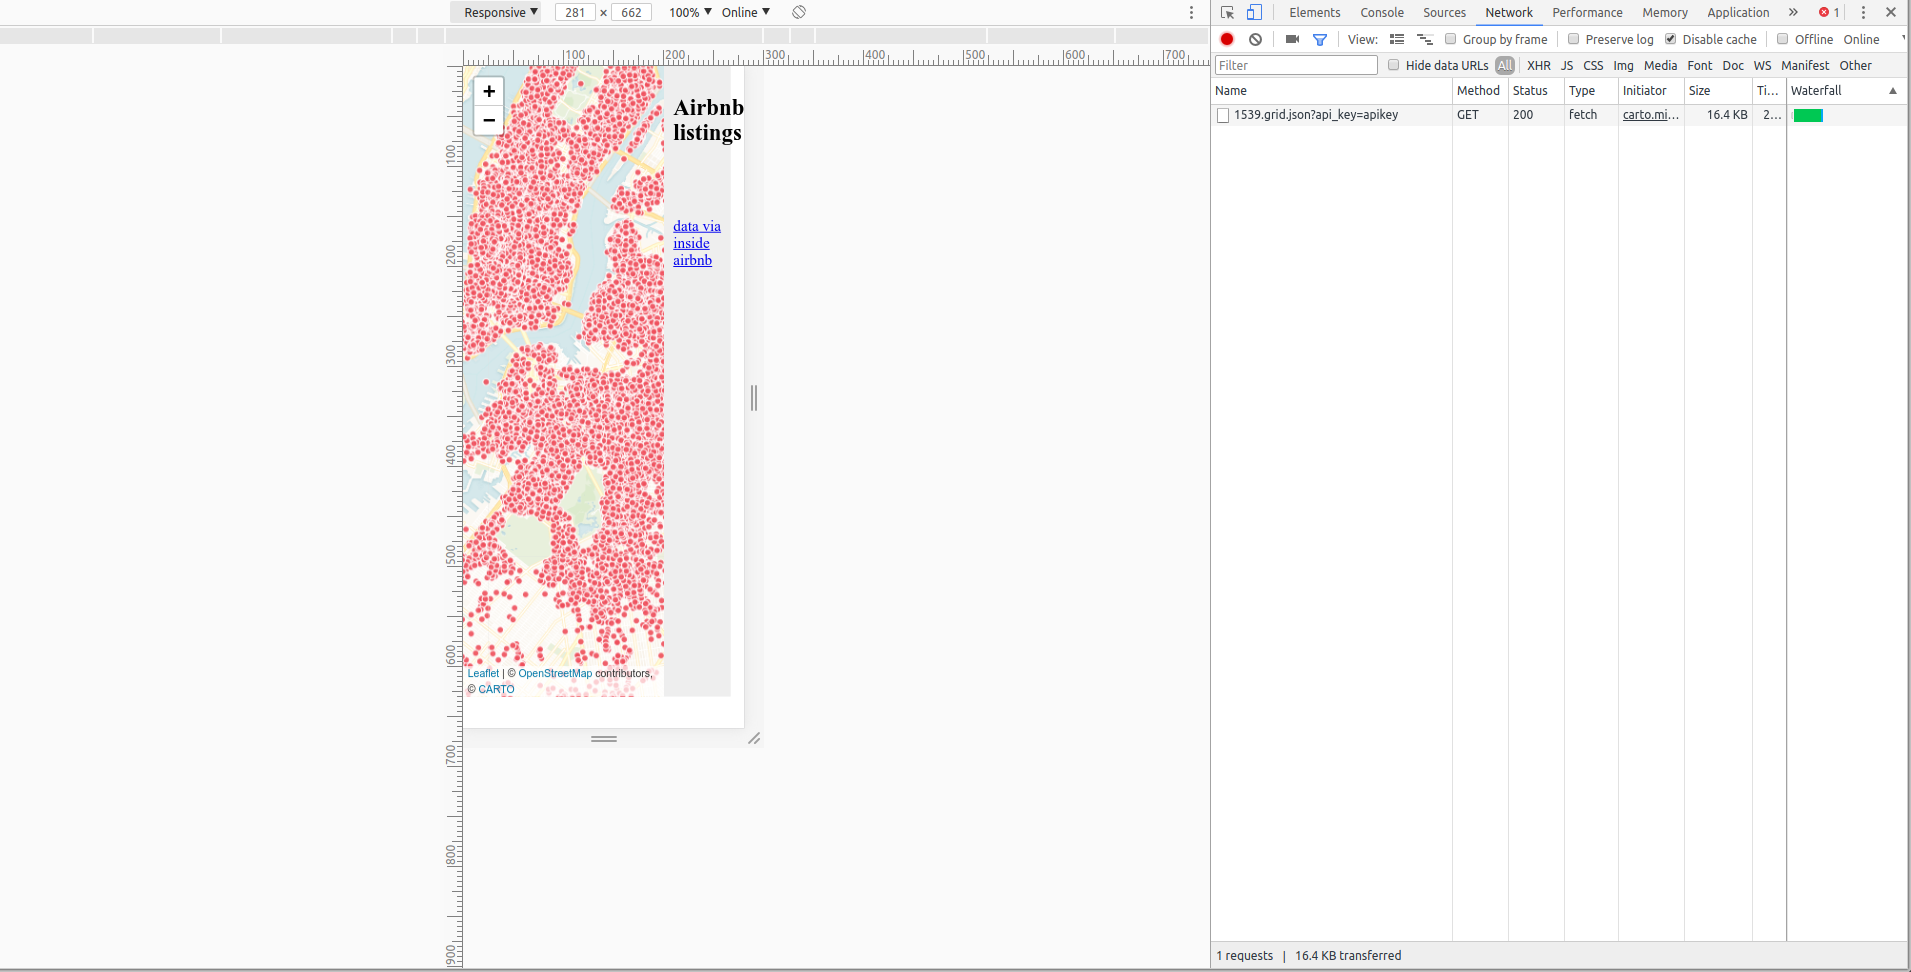 Responsive ▼ 281 × 662 100% ▼ Online ▼
100 200 300 400 500 600 700
100
200
300
400
500
600
700
800
900
+
−
Airbnb
listings
data via
inside
airbnb
Leaflet | © OpenStreetMap contributors,
© CARTO
Elements Console Sources Network Performance Memory Application » 1
View: Group by frame Preserve log Disable cache Offline Online
Filter Hide data URLs All XHR JS CSS Img Media Font Doc WS Manifest Other
Name Method Status Type Initiator Size Ti... Waterfall ▲
1539.grid.json?api_key=apikey GET 200 fetch carto.mi... 16.4 KB 2...
1 requests | 16.4 KB transferred